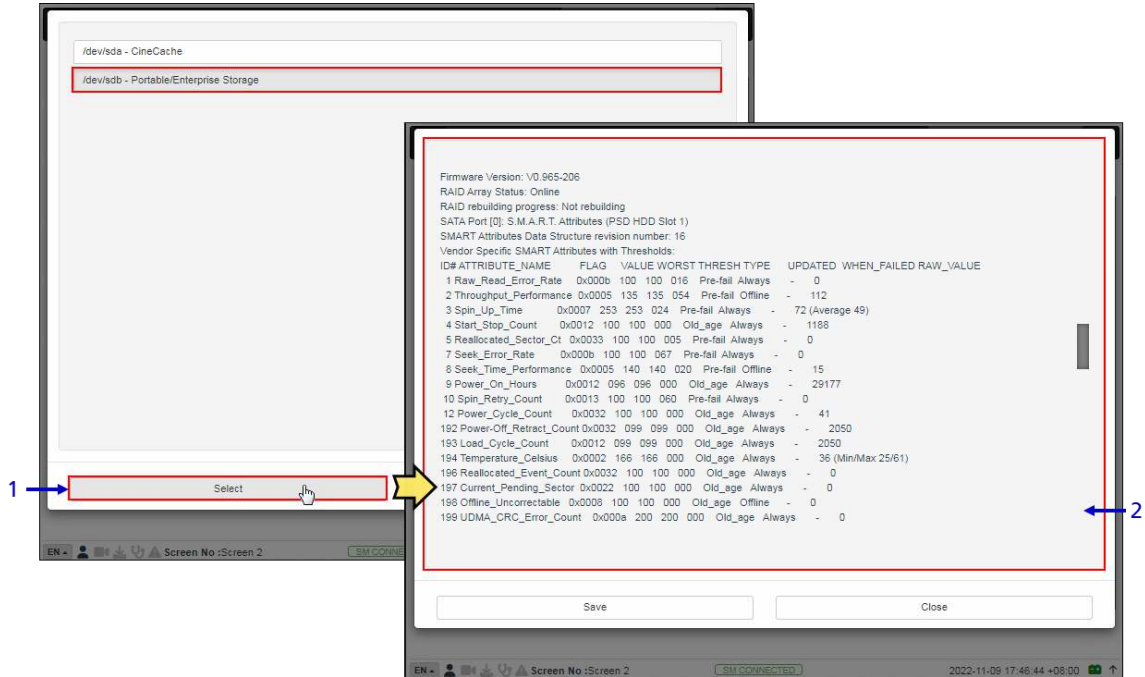 /dev/sda - CineCache
/dev/sdb - Portable/Enterprise Storage
Select
1
EN
Screen No :Screen 2
SM CONNE
Firmware Version: V0.965-206
RAID Array Status: Online
RAID rebuilding progress: Not rebuilding
SATA Port [0]: S.M.A.R.T. Attributes (PSD HDD Slot 1)
SMART Attributes Data Structure revision number: 16
Vendor Specific SMART Attributes with Thresholds:
ID# ATTRIBUTE_NAME FLAG VALUE WORST THRESH TYPE UPDATED WHEN_FAILED RAW_VALUE
1 Raw_Read_Error_Rate 0x000b 100 100 016 Pre-fail Always - 0
2 Throughput_Performance 0x0005 135 135 054 Pre-fail Offline - 112
3 Spin_Up_Time 0x0007 253 253 024 Pre-fail Always - 72 (Average 49)
4 Start_Stop_Count 0x0012 100 100 000 Old_age Always - 1188
5 Reallocated_Sector_Ct 0x0033 100 100 005 Pre-fail Always - 0
7 Seek_Error_Rate 0x000b 100 100 067 Pre-fail Always - 0
8 Seek_Time_Performance 0x0005 140 140 020 Pre-fail Offline - 15
9 Power_On_Hours 0x0012 096 096 000 Old_age Always - 29177
10 Spin_Retry_Count 0x0013 100 100 060 Pre-fail Always - 0
12 Power_Cycle_Count 0x0032 100 100 000 Old_age Always - 41
192 Power-Off_Retract_Count 0x0032 099 099 000 Old_age Always - 2050
193 Load_Cycle_Count 0x0012 099 099 000 Old_age Always - 2050
194 Temperature_Celsius 0x0002 166 166 000 Old_age Always - 36 (Min/Max 25/61)
196 Reallocated_Event_Count 0x0032 100 100 000 Old_age Always - 0
197 Current_Pending_Sector 0x0022 100 100 000 Old_age Always - 0
198 Offline_Uncorrectable 0x0008 100 100 000 Old_age Offline - 0
199 UDMA_CRC_Error_Count 0x000a 200 200 000 Old_age Always - 0
2
Save
Close
EN
Screen No :Screen 2
SM CONNECTED
2022-11-09 17:46:44 +08:00